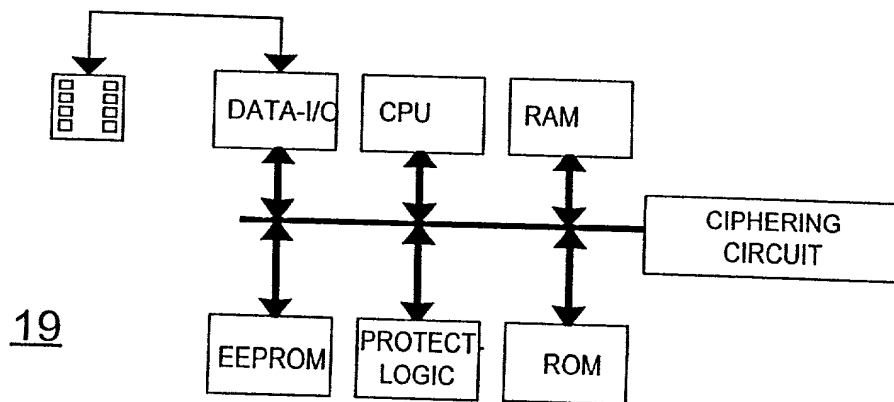 DATA-I/O
CPU
RAM
CIPHERING
CIRCUIT
19
EEPROM
PROTECT-
LOGIC
ROM